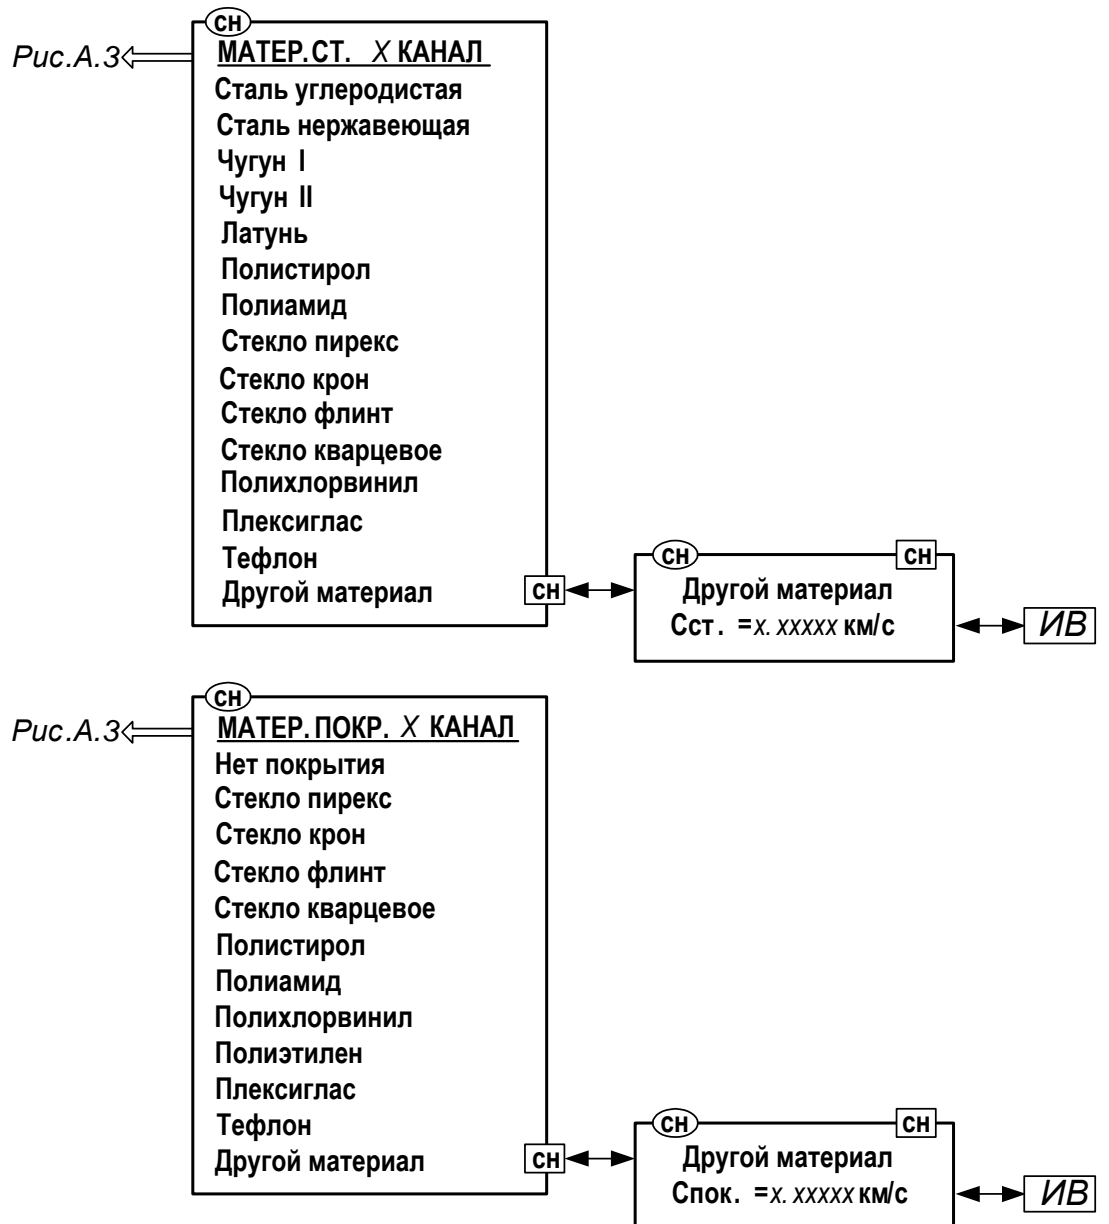 СН
Рис.А.3
МАТЕР.СТ. X КАНАЛ
Сталь углеродистая
Сталь нержавеющая
Чугун I
Чугун II
Латунь
Полистирол
Полиамид
Стекло пирекс
Стекло крон
Стекло флинт
Стекло кварцевое
Полихлорвинил
Плексиглас
Тефлон
Другой материал
СН
СН
СН
Другой материал
Сст. =x.xxxxx км/с
ИВ
СН
Рис.А.3
МАТЕР.ПОКР. X КАНАЛ
Нет покрытия
Стекло пирекс
Стекло крон
Стекло флинт
Стекло кварцевое
Полистирол
Полиамид
Полихлорвинил
Полиэтилен
Плексиглас
Тефлон
Другой материал
СН
СН
СН
Другой материал
Спок. =x.xxxxx км/с
ИВ